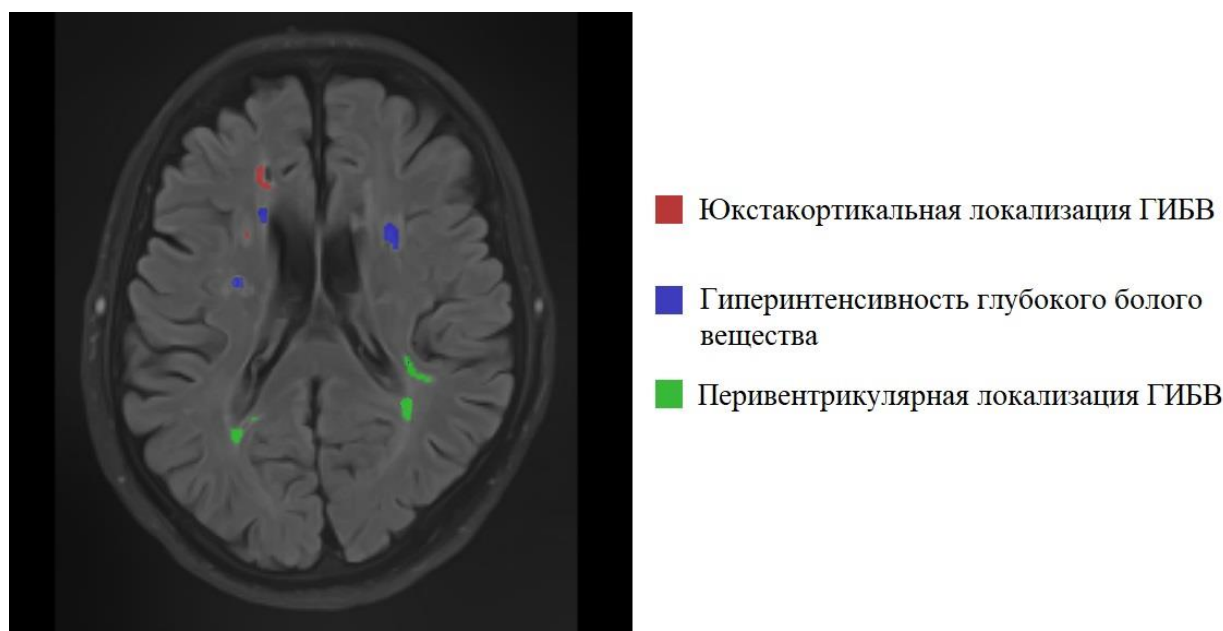 Юкстакортикальная локализация ГИБВ
Гиперинтенсивность глубокого болого
вещества
Перивентрикулярная локализация ГИБВ